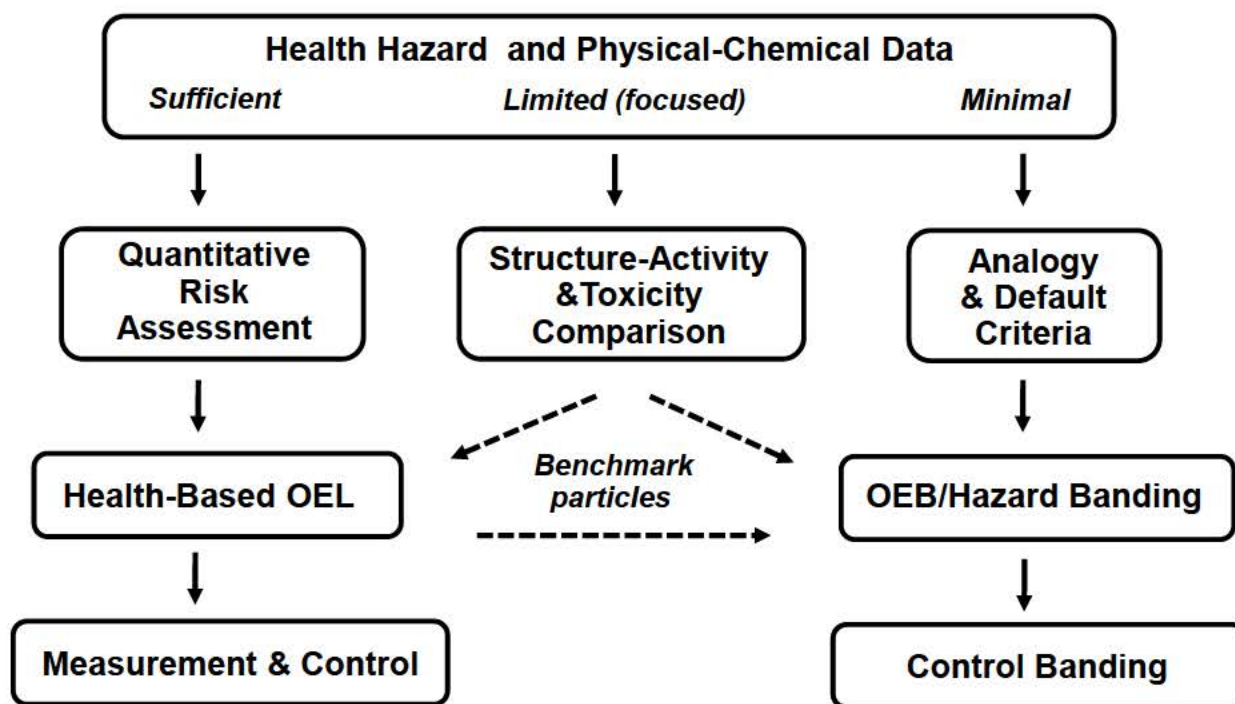 Health Hazard and Physical-Chemical Data
Sufficient Limited (focused) Minimal
Quantitative
Risk
Assessment
Structure-Activity
&Toxicity
Comparison
Analogy
& Default
Criteria
Benchmark
particles
Health-Based OEL
OEB/Hazard Banding
Measurement & Control
Control Banding